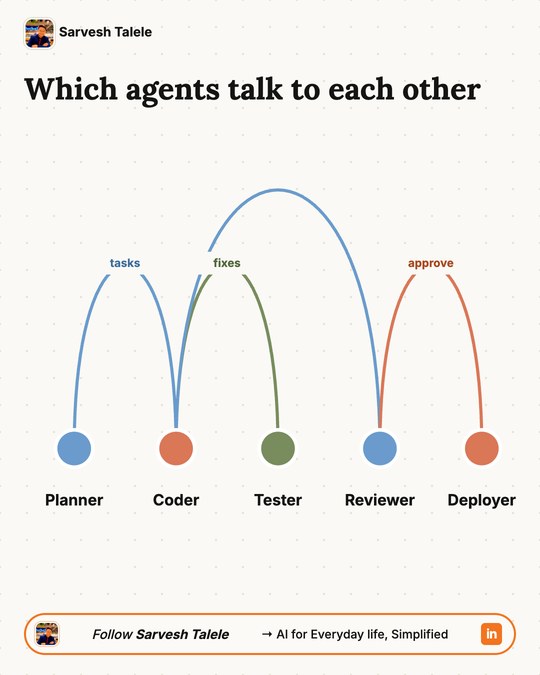 Sarvesh Talele
Which agents talk to each other
tasks
fixes
approve
Planner
Coder
Tester
Reviewer
Deployer
Follow Sarvesh Talele
→ AI for Everyday life, Simplified
in